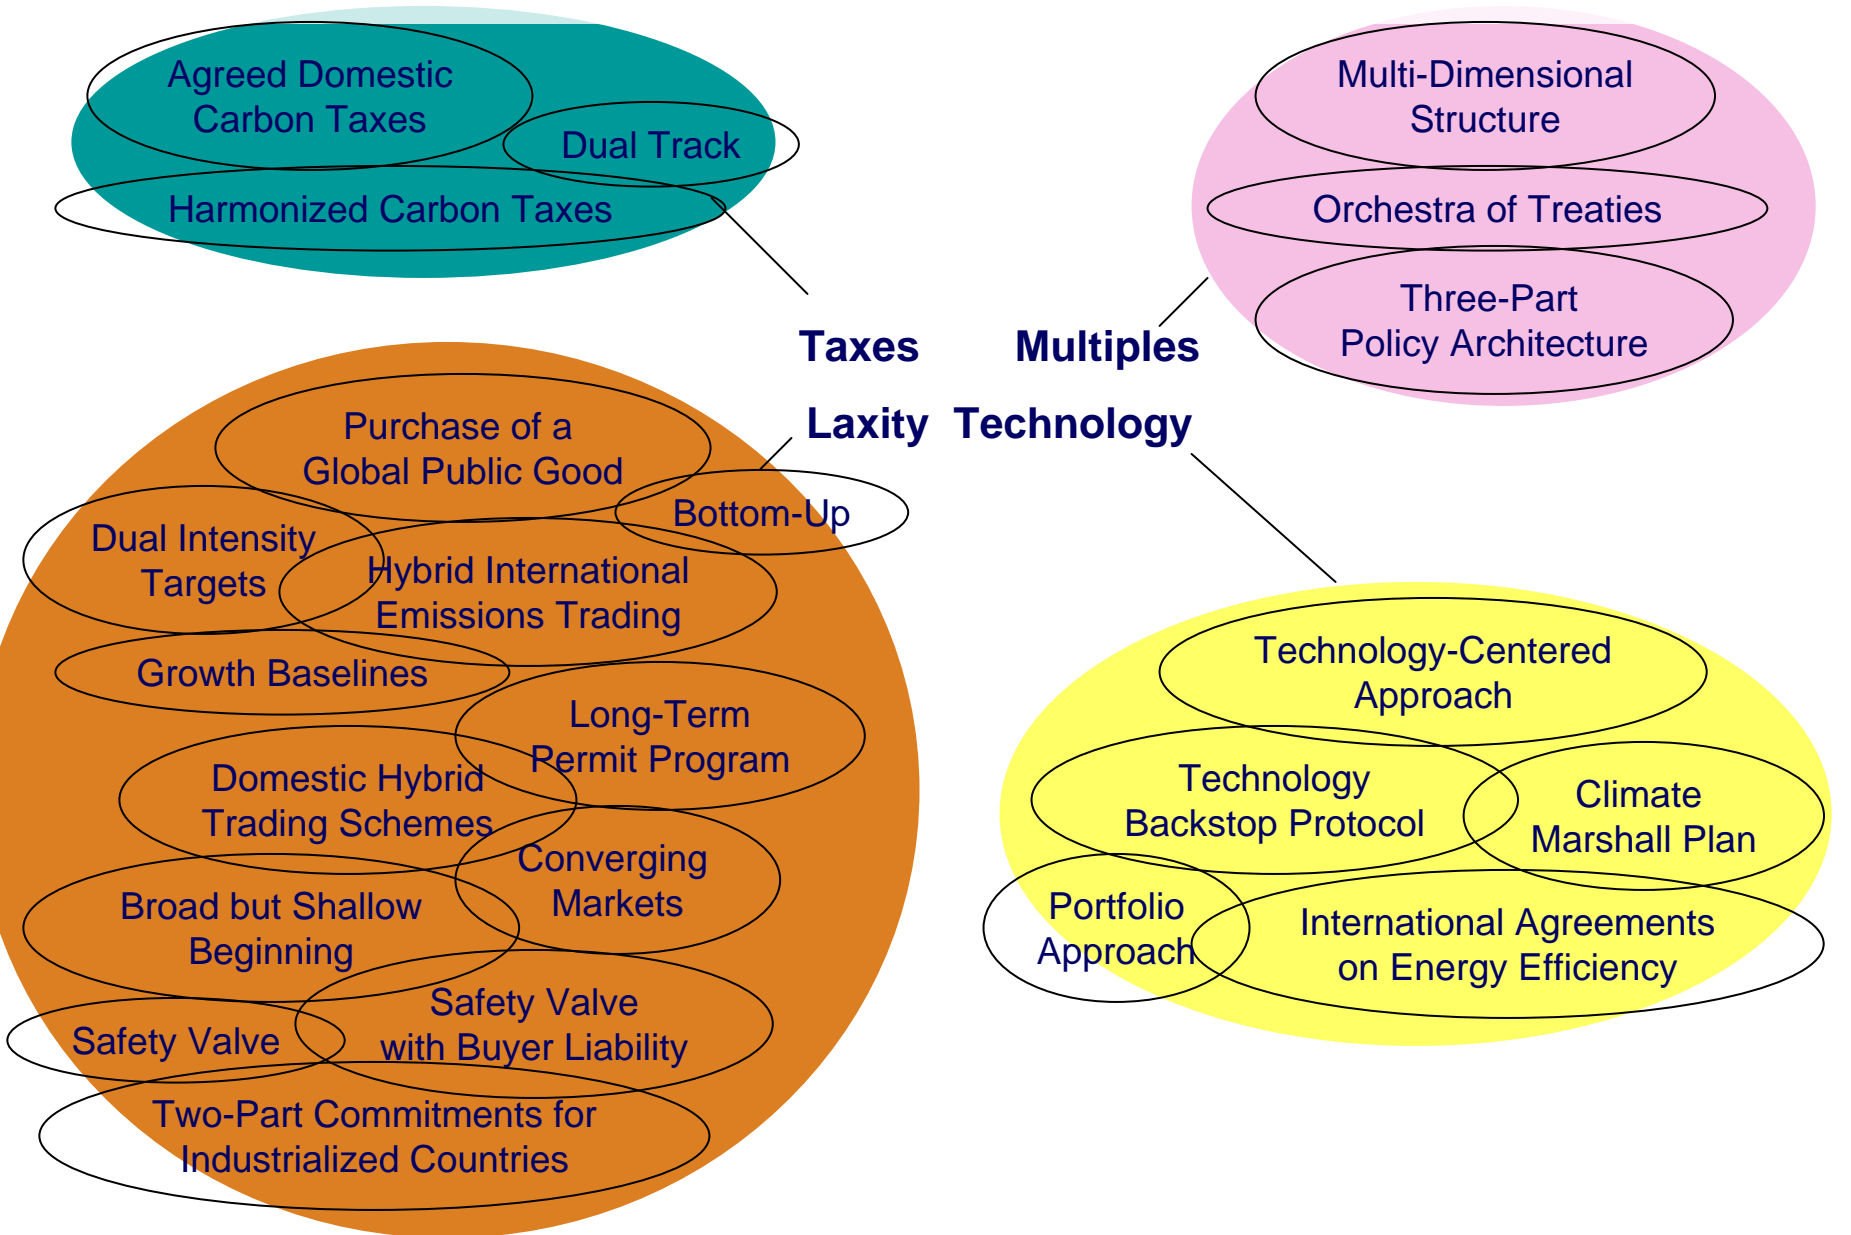 Agreed Domestic
Carbon Taxes
Dual Track
Harmonized Carbon Taxes
Multi-Dimensional
Structure
Orchestra of Treaties
Three-Part
Policy Architecture
Taxes
Multiples
Laxity
Technology
Purchase of a
Global Public Good
Bottom-Up
Dual Intensity
Targets
Hybrid International
Emissions Trading
Growth Baselines
Long-Term
Permit Program
Domestic Hybrid
Trading Schemes
Converging
Markets
Broad but Shallow
Beginning
Safety Valve
with Buyer Liability
Safety Valve
Two-Part Commitments for
Industrialized Countries
Technology-Centered
Approach
Technology
Backstop Protocol
Climate
Marshall Plan
Portfolio
Approach
International Agreements
on Energy Efficiency